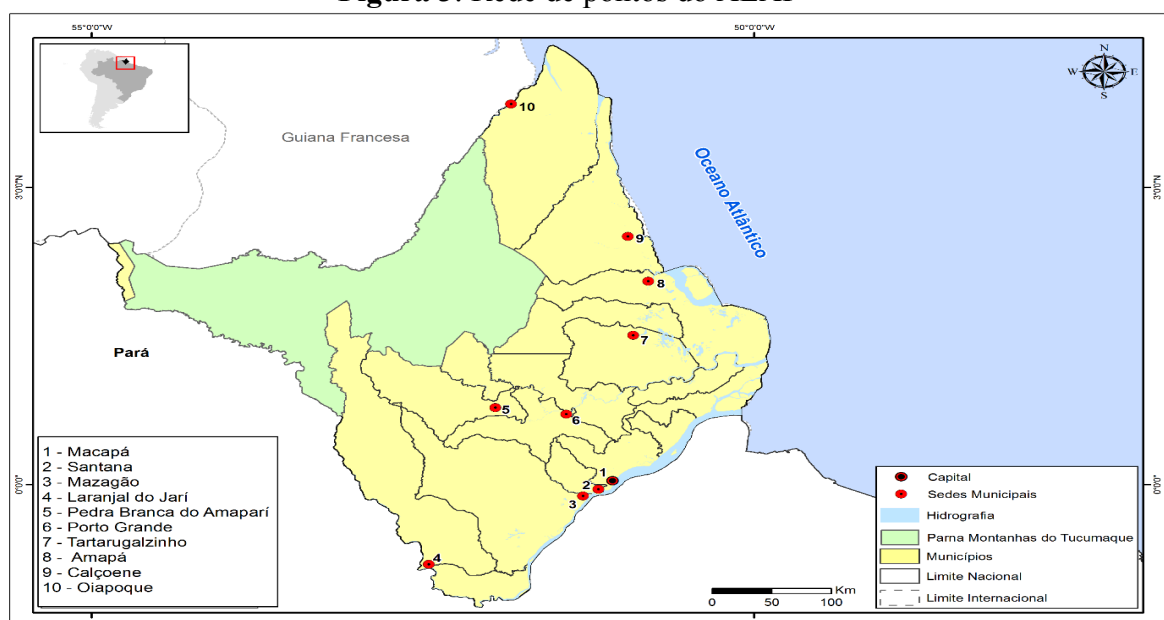 55°0'0"W
50°0'0"W
N
W
E
S
10
Guiana Francesa
Oceano Atlântico
3°0'0"N
3°0'0"N
9
8
7
Pará
5
6
1 - Macapá
2 - Santana
3 - Mazagão
4 - Laranjal do Jarí
5 - Pedra Branca do Amaparí
6 - Porto Grande
7 - Tartarugalzinho
8 - Amapá
9 - Calçoene
10 - Oiapoque
1
2
3
4
0°0'0"
0°0'0"
Capital
Sedes Municipais
Hidrografia
Parna Montanhas do Tucumaque
Municípios
Limite Nacional
Limite Internacional
Km
0 50 100